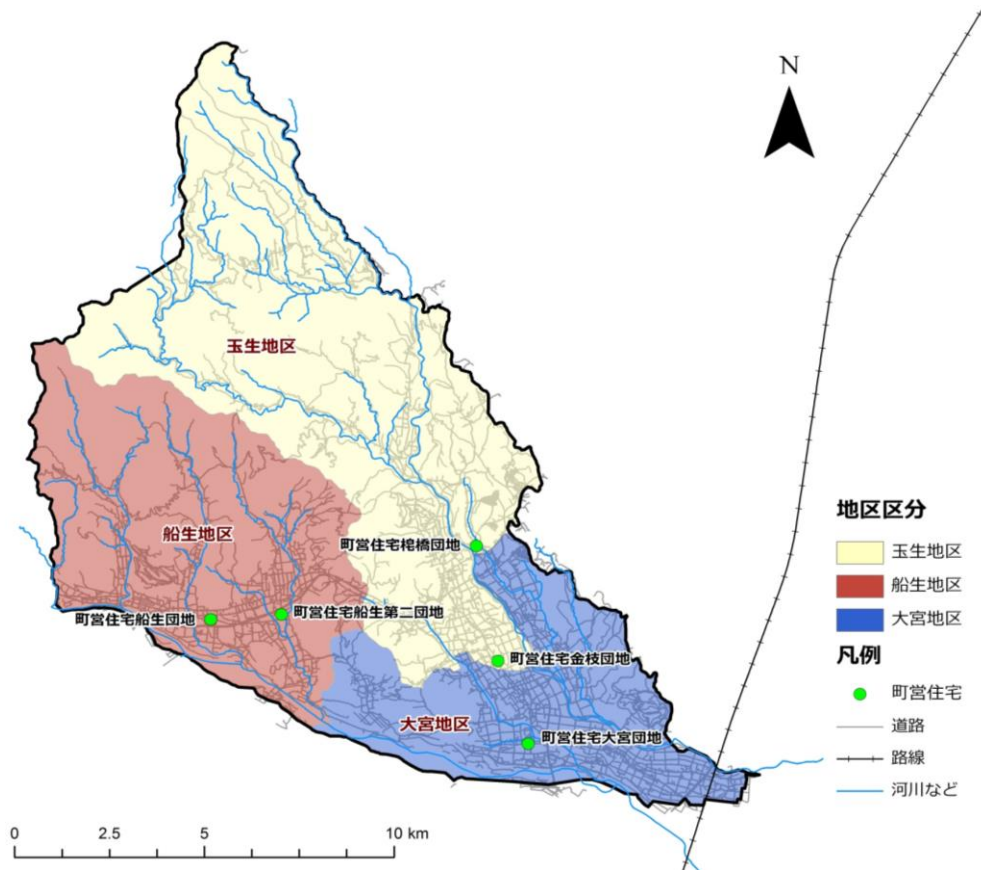 N
玉生地区
船生地区
町営住宅梍橋団地
町営住宅船生団地
町営住宅船生第二団地
町営住宅金枝団地
大宮地区
町営住宅大宮団地
地区区分
玉生地区
船生地区
大宮地区
凡例
町営住宅
道路
路線
河川など
0 2.5 5 10 km